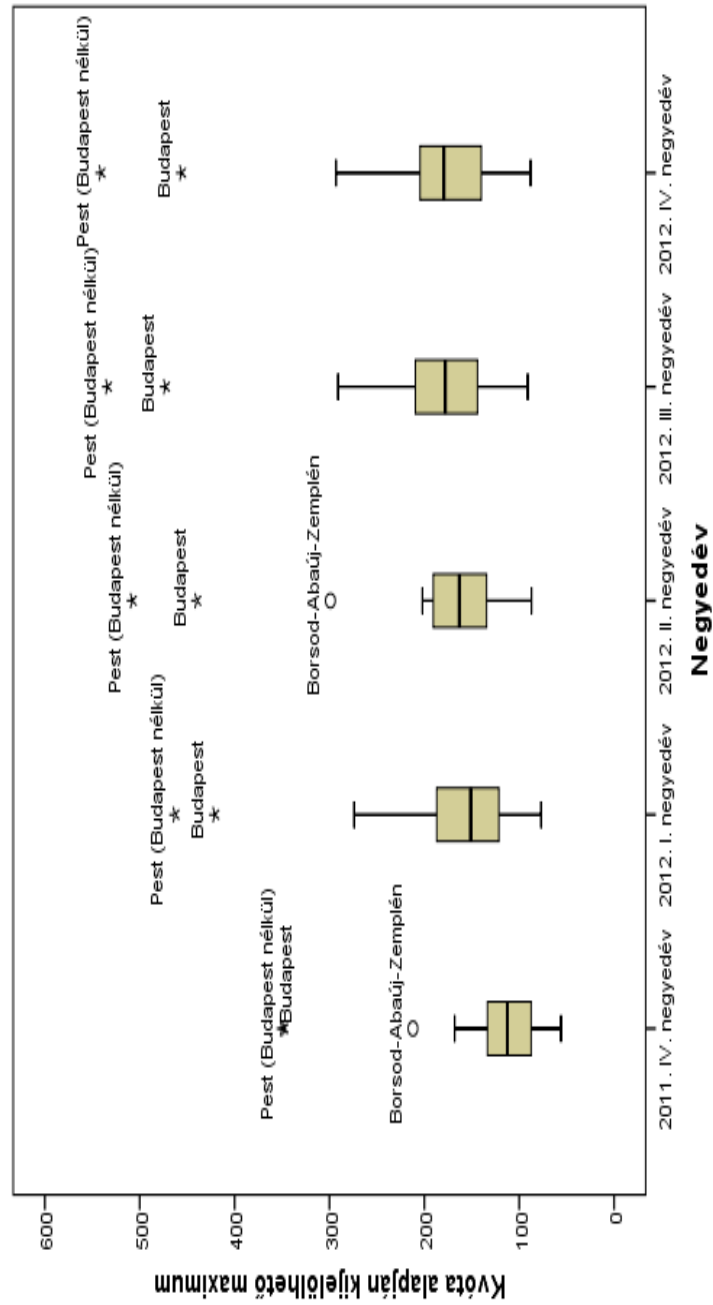 Kvóta alapján kijelölhető maximum
600
500
400
300
200
100
0
Pest (Budapest nélkül)
Budapest
Borsod-Abaúj-Zemplén
Pest (Budapest nélkül)
Budapest
Pest (Budapest nélkül)
Budapest
Borsod-Abaúj-Zemplén
Pest (Budapest nélkül)
Budapest
Pest (Budapest nélkül)
Budapest
2011. IV. negyedév
2012. I. negyedév
2012. II. negyedév
2012. III. negyedév
2012. IV. negyedév
Negyedév